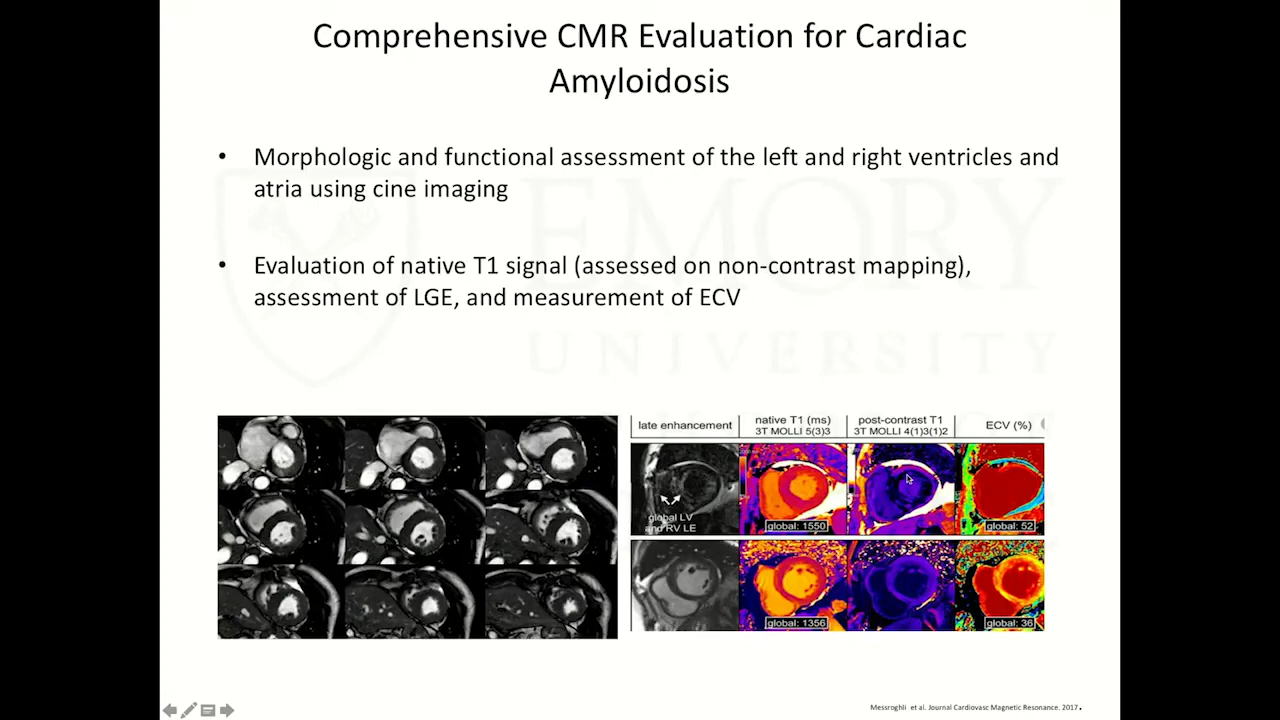 Comprehensive CMR Evaluation for Cardiac
Amyloidosis
• Morphologic and functional assessment of the left and right ventricles and
atria using cine imaging
• Evaluation of native T1 signal (assessed on non-contrast mapping),
assessment of LGE, and measurement of ECV
EMORY
UNIVERSITY
late enhancement
native T1 (ms)
3T MOLLI 5(3)3
post-contrast T1
3T MOLLI 4(1)3(1)2
ECV (%)
global LV
and RV LE
global: 1550
global: 52
global: 1356
global: 36
Messroghli et al. Journal Cardiovasc Magnetic Resonance. 2017.